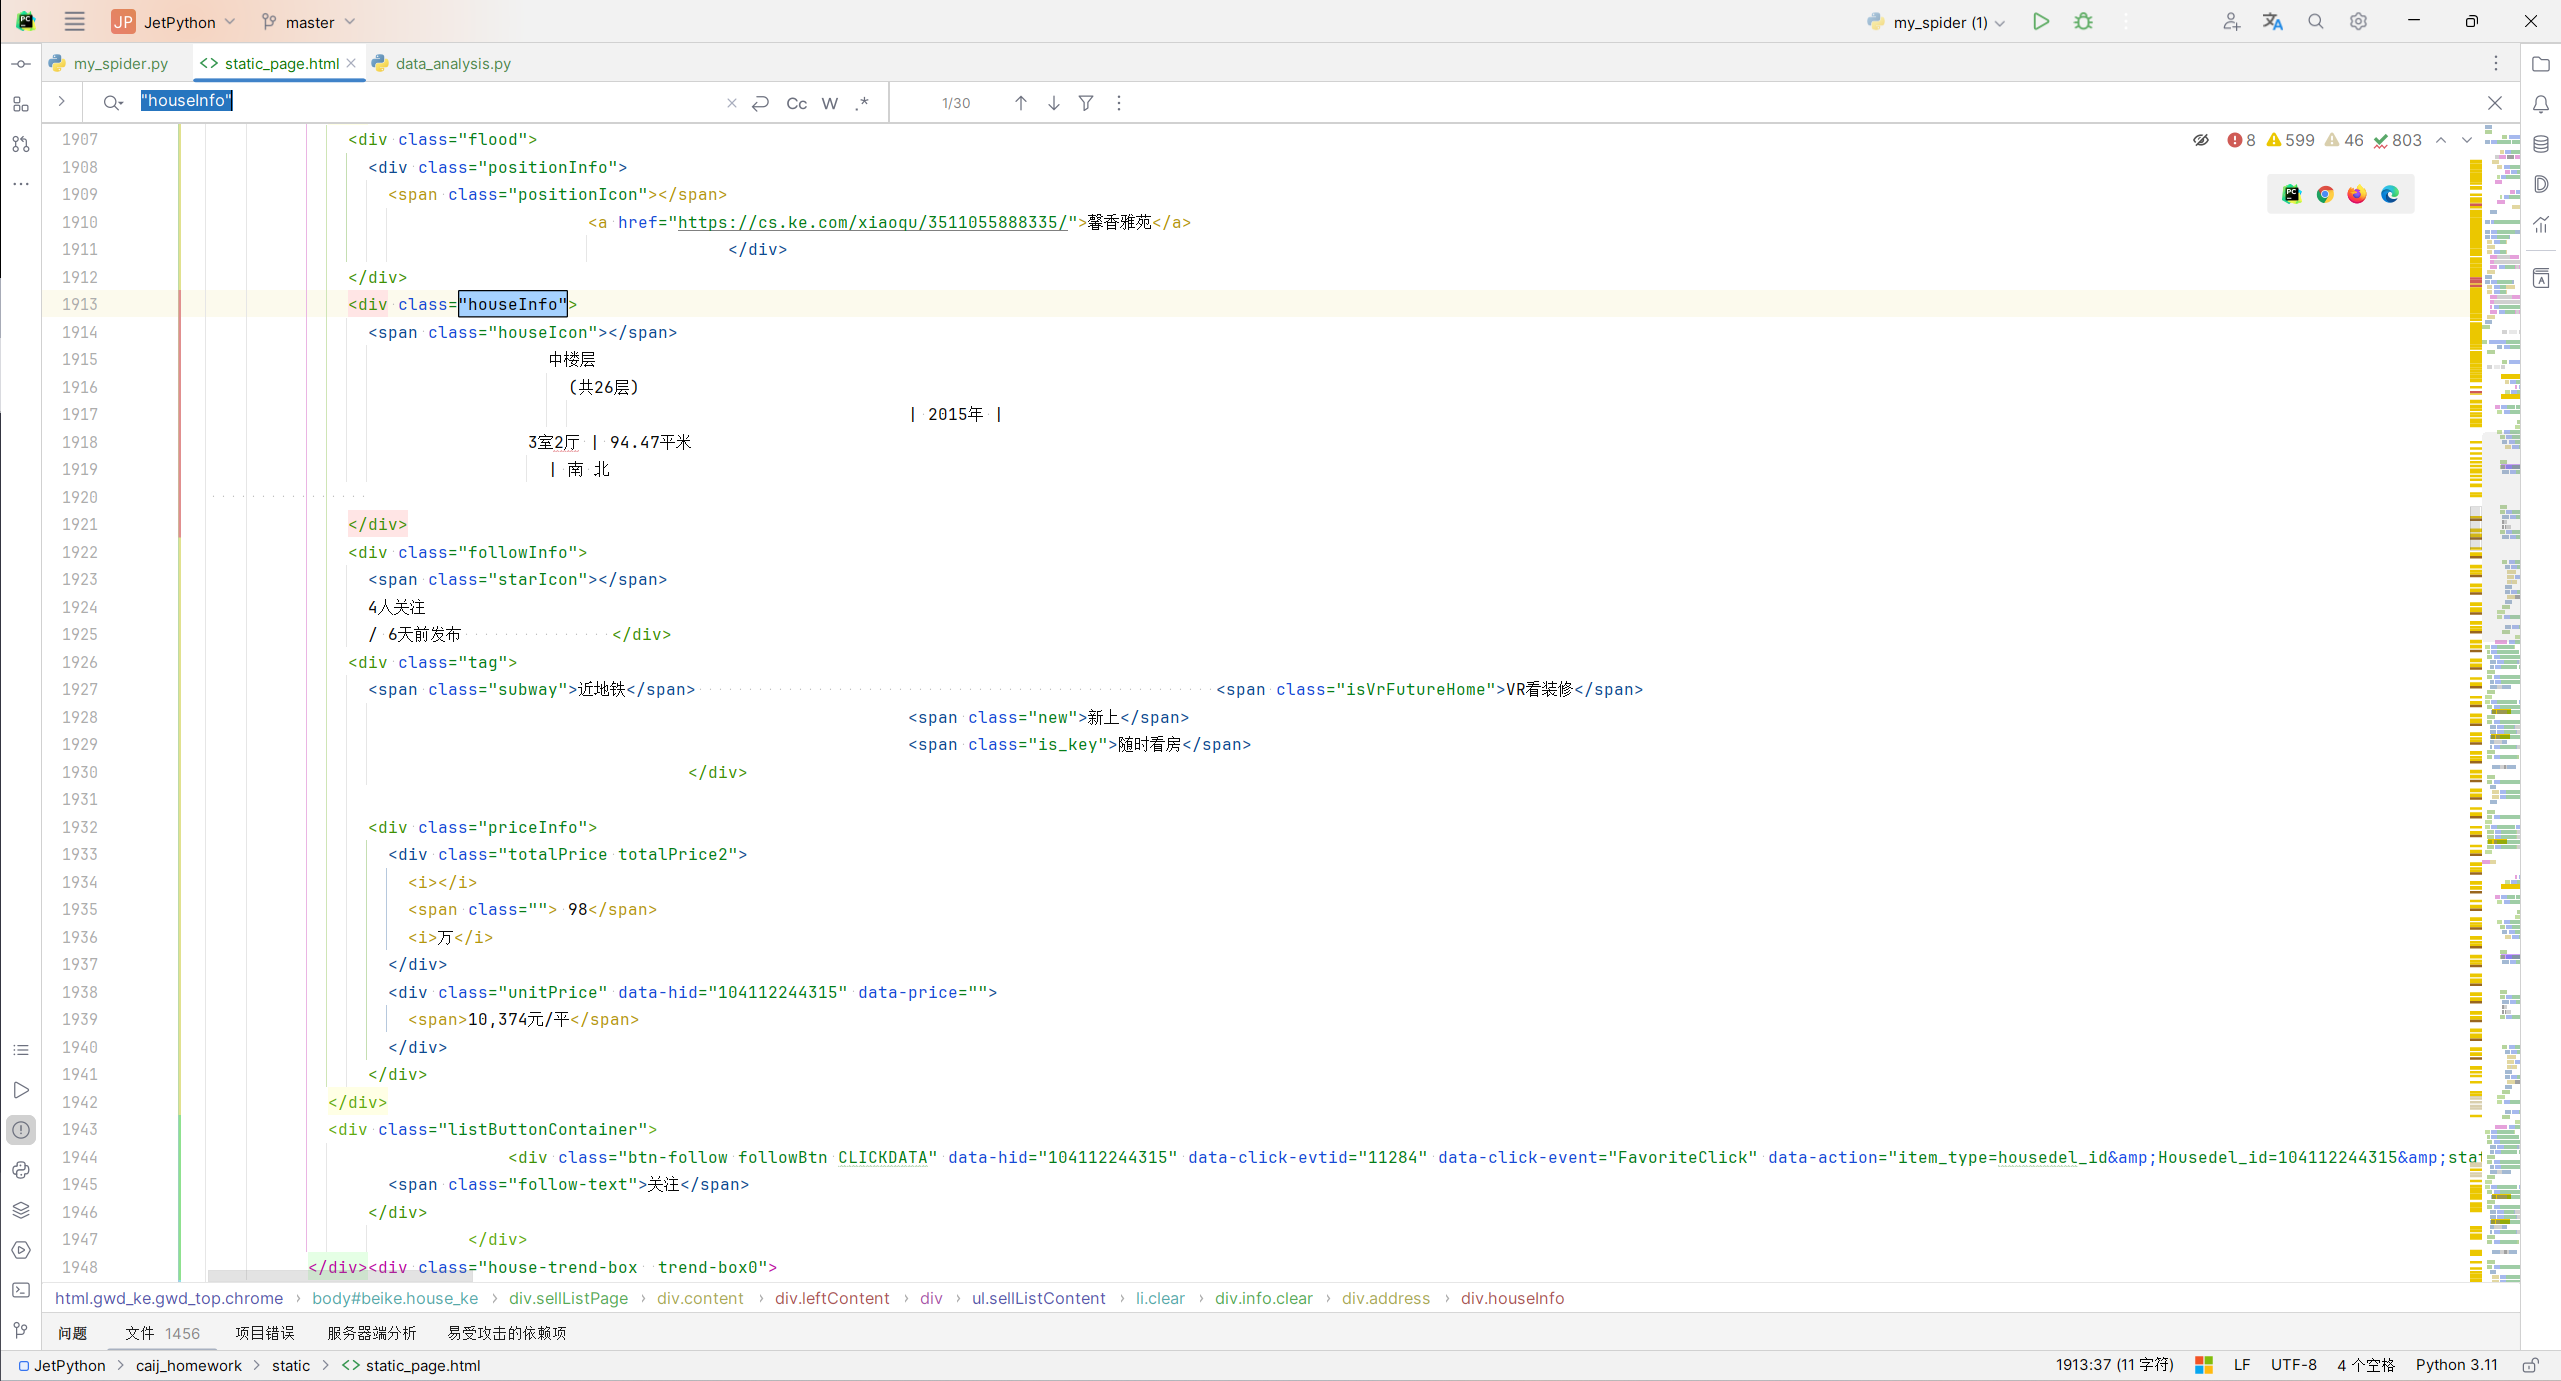 JP JetPython master my_spider (1)
my_spider.py <> static_page.html data_analysis.py
"houseInfo" Cc W .* 1/30
8 599 46 803
1907 <div class="flood">
1908 <div class="positionInfo">
1909 <span class="positionIcon"></span>
1910 <a href="https://cs.ke.com/xiaoqu/3511055888335/">馨香雅苑</a>
1911 </div>
1912 </div>
1913 <div class="houseInfo">
1914 <span class="houseIcon"></span>
1915 中楼层
1916 (共26层)
1917 | 2015年 |
1918 3室2厅 | 94.47平米
1919 | 南 北
1920
1921 </div>
1922 <div class="followInfo">
1923 <span class="starIcon"></span>
1924 4人关注
1925 / 6天前发布 </div>
1926 <div class="tag">
1927 <span class="subway">近地铁</span> <span class="isVrFutureHome">VR看装修</span>
1928 <span class="new">新上</span>
1929 <span class="is_key">随时看房</span>
1930 </div>
1931
1932 <div class="priceInfo">
1933 <div class="totalPrice totalPrice2">
1934 <i></i>
1935 <span class=""> 98</span>
1936 <i>万</i>
1937 </div>
1938 <div class="unitPrice" data-hid="104112244315" data-price="">
1939 <span>10,374元/平</span>
1940 </div>
1941 </div>
1942 </div>
1943 <div class="listButtonContainer">
1944 <div class="btn-follow followBtn CLICKDATA" data-hid="104112244315" data-click-evtid="11284" data-click-event="FavoriteClick" data-action="item_type=housedel_id&amp;Housedel_id=104112244315&amp;stat
1945 <span class="follow-text">关注</span>
1946 </div>
1947 </div>
1948 </div><div class="house-trend-box  trend-box0">
html.gwd_ke.gwd_top.chrome › body#beike.house_ke › div.sellListPage › div.content › div.leftContent › div › ul.sellListContent › li.clear › div.info.clear › div.address › div.houseInfo
问题 文件 1456 项目错误 服务器端分析 易受攻击的依赖项
JetPython > caij_homework > static > <> static_page.html 1913:37 (11 字符) LF UTF-8 4 个空格 Python 3.11